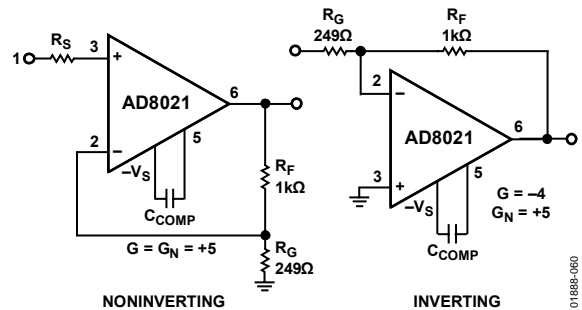 RS
1
3
+
AD8021
6
2
–
5
–VS
CCOMP
RF
1kΩ
G = GN = +5
RG
249Ω
NONINVERTING
RG
249Ω
RF
1kΩ
2
–
AD8021
6
3
+
5
–VS
CCOMP
G = –4
GN = +5
INVERTING
01888-060